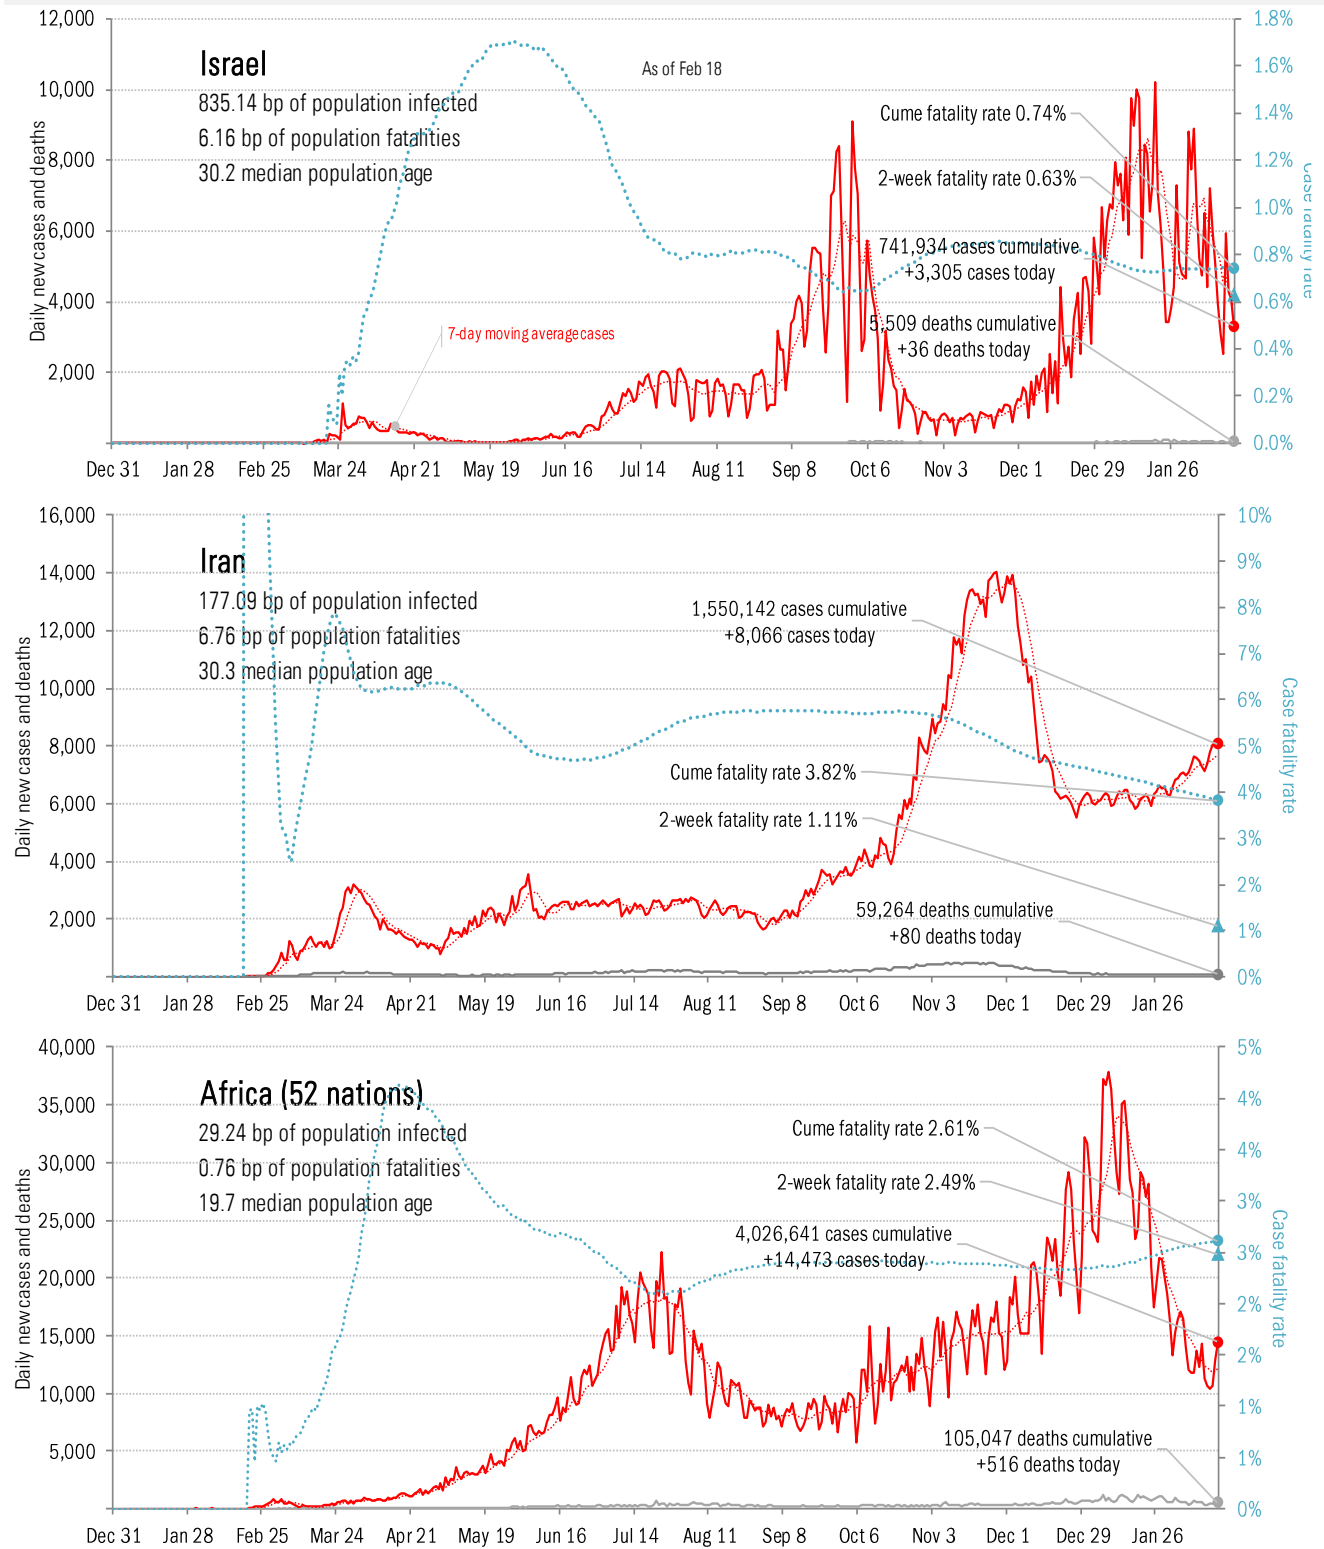 Israel
As of Feb 18
835.14 bp of population infected
6.16 bp of population fatalities
30.2 median population age
Cume fatality rate 0.74%
2-week fatality rate 0.63%
741,934 cases cumulative
+3,305 cases today
5,509 deaths cumulative
+36 deaths today
7-day moving average cases
Daily new cases and deaths
Case fatality rate
12,000
10,000
8,000
6,000
4,000
2,000
1.8%
1.6%
1.4%
1.2%
1.0%
0.8%
0.6%
0.4%
0.2%
0.0%
Dec 31 Jan 28 Feb 25 Mar 24 Apr 21 May 19 Jun 16 Jul 14 Aug 11 Sep 8 Oct 6 Nov 3 Dec 1 Dec 29 Jan 26
Iran
177.09 bp of population infected
6.76 bp of population fatalities
30.3 median population age
1,550,142 cases cumulative
+8,066 cases today
Cume fatality rate 3.82%
2-week fatality rate 1.11%
59,264 deaths cumulative
+80 deaths today
Daily new cases and deaths
Case fatality rate
16,000
14,000
12,000
10,000
8,000
6,000
4,000
2,000
10%
9%
8%
7%
6%
5%
4%
3%
2%
1%
0%
Dec 31 Jan 28 Feb 25 Mar 24 Apr 21 May 19 Jun 16 Jul 14 Aug 11 Sep 8 Oct 6 Nov 3 Dec 1 Dec 29 Jan 26
Africa (52 nations)
29.24 bp of population infected
0.76 bp of population fatalities
19.7 median population age
Cume fatality rate 2.61%
2-week fatality rate 2.49%
4,026,641 cases cumulative
+14,473 cases today
105,047 deaths cumulative
+516 deaths today
Daily new cases and deaths
Case fatality rate
40,000
35,000
30,000
25,000
20,000
15,000
10,000
5,000
5%
4%
4%
3%
3%
2%
2%
1%
1%
0%
Dec 31 Jan 28 Feb 25 Mar 24 Apr 21 May 19 Jun 16 Jul 14 Aug 11 Sep 8 Oct 6 Nov 3 Dec 1 Dec 29 Jan 26